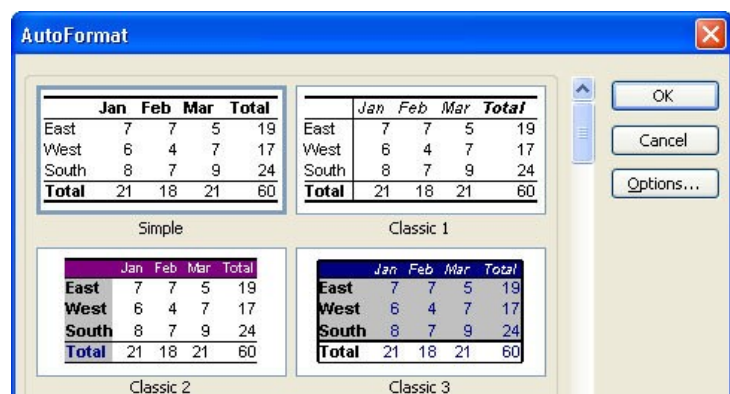 AutoFormat
Jan Feb Mar Total
East 7 7 5 19
West 6 4 7 17
South 8 7 9 24
Total 21 18 21 60
Simple
Jan Feb Mar Total
East 7 7 5 19
West 6 4 7 17
South 8 7 9 24
Total 21 18 21 60
Classic 1
Jan Feb Mar Total
East 7 7 5 19
West 6 4 7 17
South 8 7 9 24
Total 21 18 21 60
Classic 2
Jan Feb Mar Total
East 7 7 5 19
West 6 4 7 17
South 8 7 9 24
Total 21 18 21 60
Classic 3
OK
Cancel
Options...